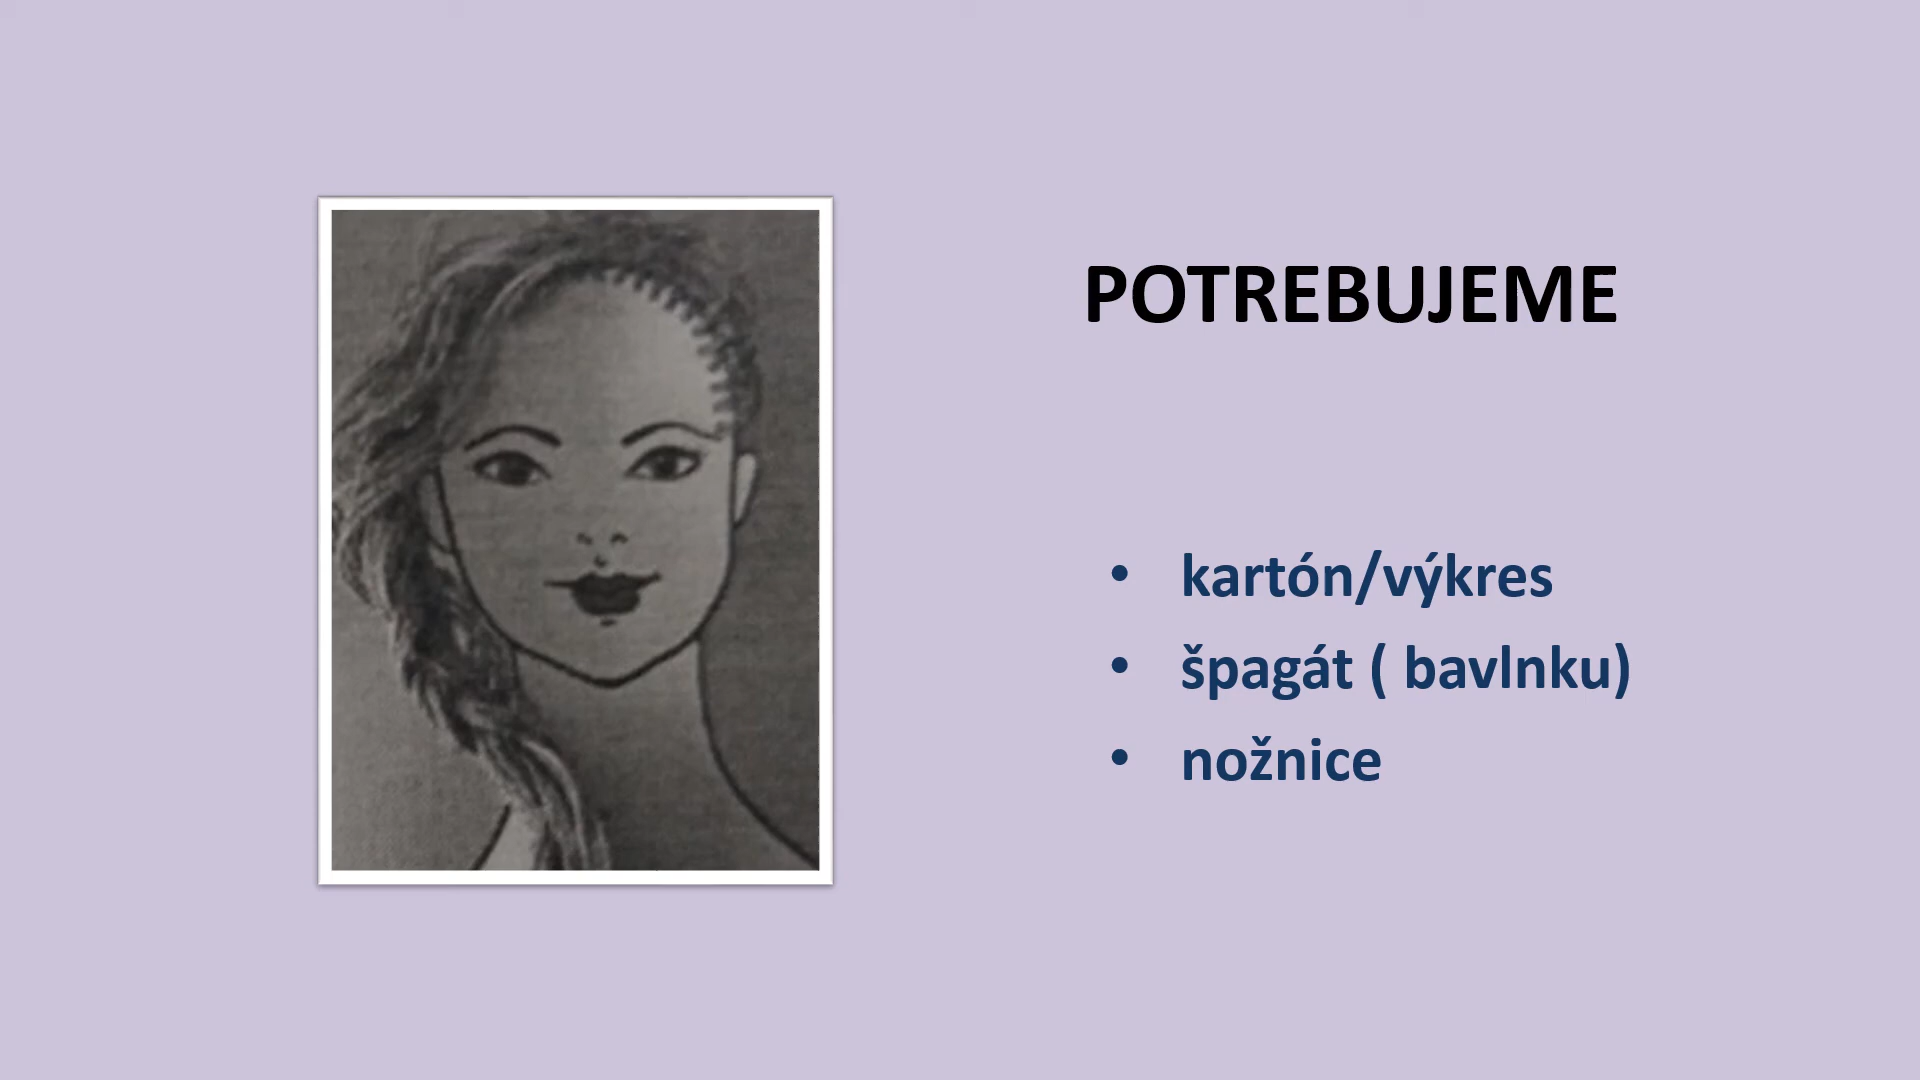 POTREBUJEME
• kartón/výkres
• špagát ( bavlnku)
• nožnice